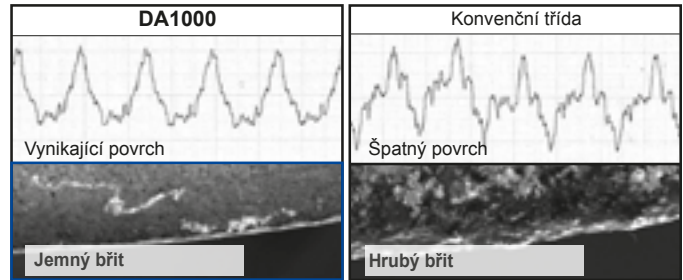 DA1000
Vynikající povrch
Jemný břit
Konvenční třída
Špatný povrch
Hrubý břit